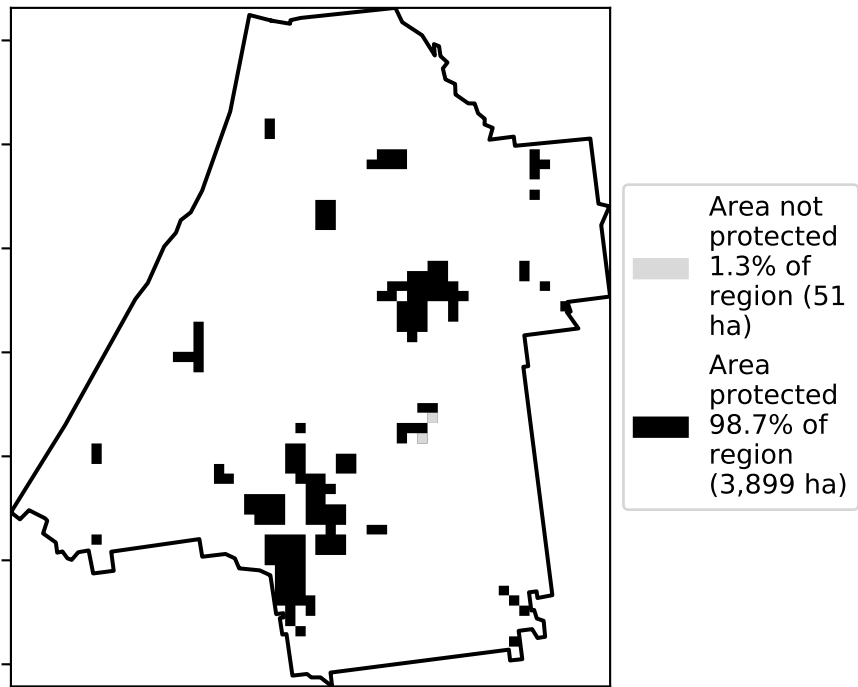 Area not
protected
1.3% of
region (51
ha)
Area
protected
98.7% of
region
(3,899 ha)